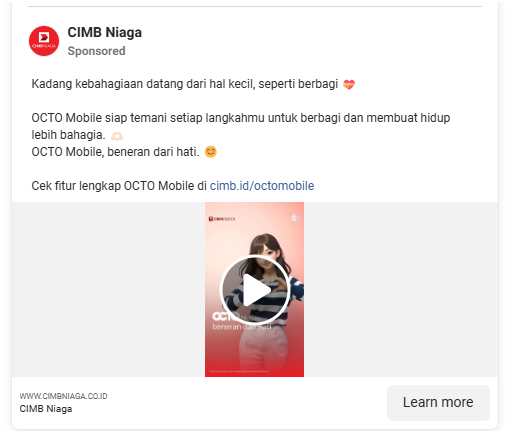 CIMB Niaga
Sponsored
Kadang kebahagiaan datang dari hal kecil, seperti berbagi 💝
OCTO Mobile siap temani setiap langkahmu untuk berbagi dan membuat hidup
lebih bahagia. 🫶🏻
OCTO Mobile, beneran dari hati. 😊
Cek fitur lengkap OCTO Mobile di cimb.id/octomobile
CIMB NIAGA
OCTO
beneran dari hati
WWW.CIMBNIAGA.CO.ID
CIMB Niaga
Learn more